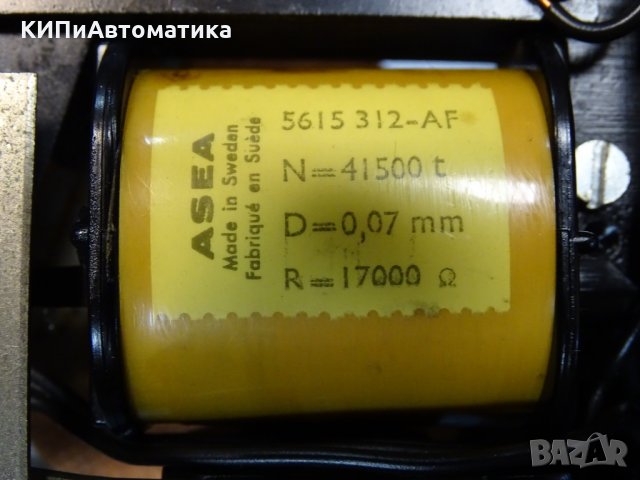 КИПиАвтоматика
ASEA
Made in Sweden
Fabriqué en Suède
5615 312-AF
N=41500 t
D=0,07 mm
R=17000 Ω
BAZAR